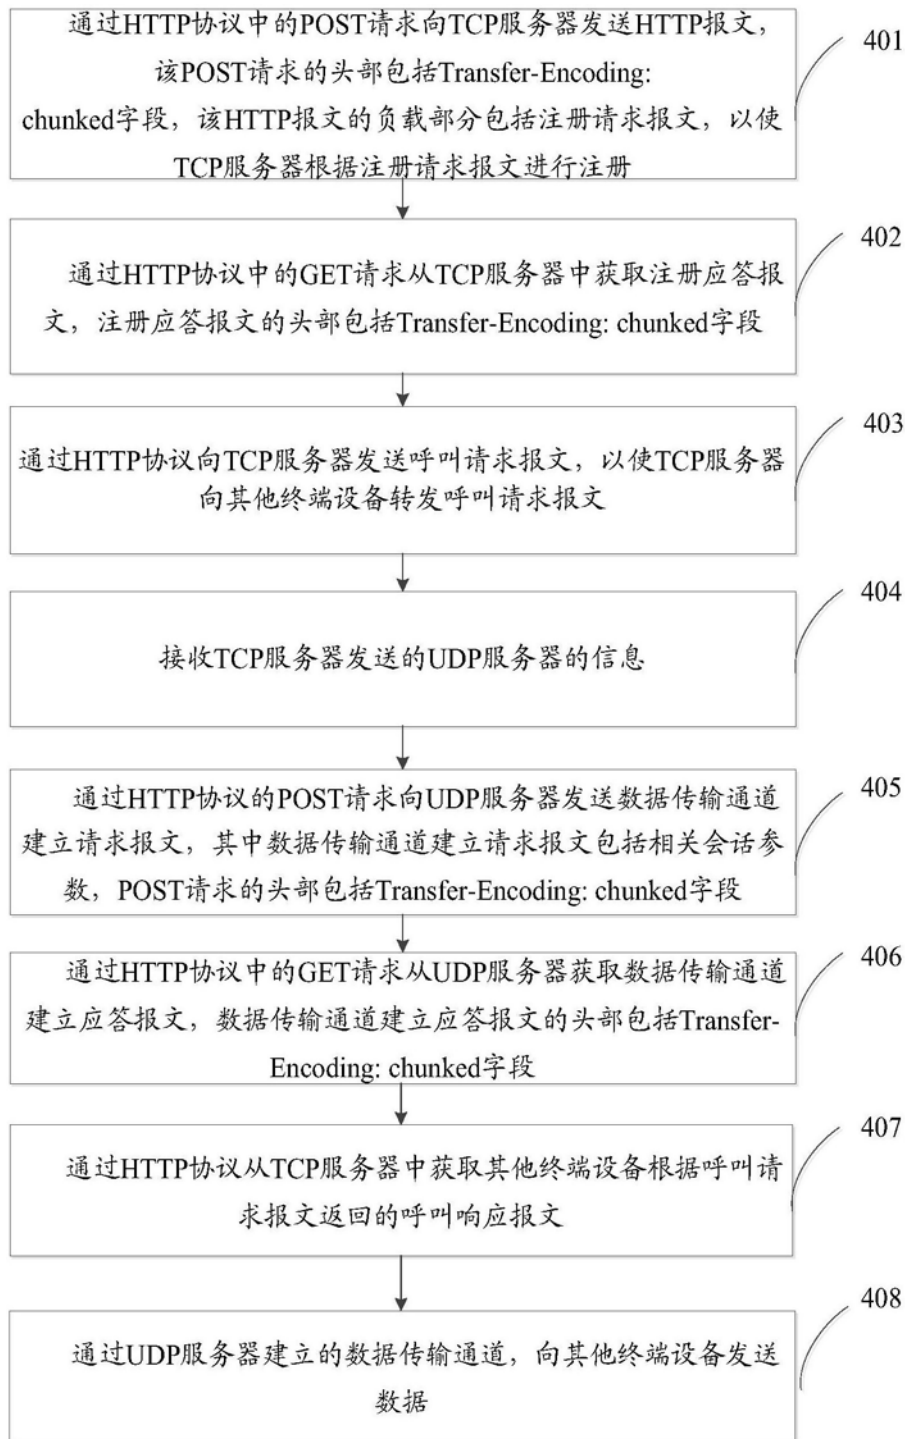 通过HTTP协议中的POST请求向TCP服务器发送HTTP报文,
该POST请求的头部包括Transfer-Encoding:
chunked字段，该HTTP报文的负载部分包括注册请求报文，以使
TCP服务器根据注册请求报文进行注册
401
通过HTTP协议中的GET请求从TCP服务器中获取注册应答报
文，注册应答报文的头部包括Transfer-Encoding: chunked字段
402
通过HTTP协议向TCP服务器发送呼叫请求报文，以使TCP服务器
向其他终端设备转发呼叫请求报文
403
接收TCP服务器发送的UDP服务器的信息
404
通过HTTP协议的POST请求向UDP服务器发送数据传输通道
建立请求报文，其中数据传输通道建立请求报文包括相关会话参
数，POST请求的头部包括Transfer-Encoding: chunked字段
405
通过HTTP协议中的GET请求从UDP服务器获取数据传输通道
建立应答报文，数据传输通道建立应答报文的头部包括Transfer-
Encoding: chunked字段
406
通过HTTP协议从TCP服务器中获取其他终端设备根据呼叫请
求报文返回的呼叫响应报文
407
通过UDP服务器建立的数据传输通道，向其他终端设备发送
数据
408